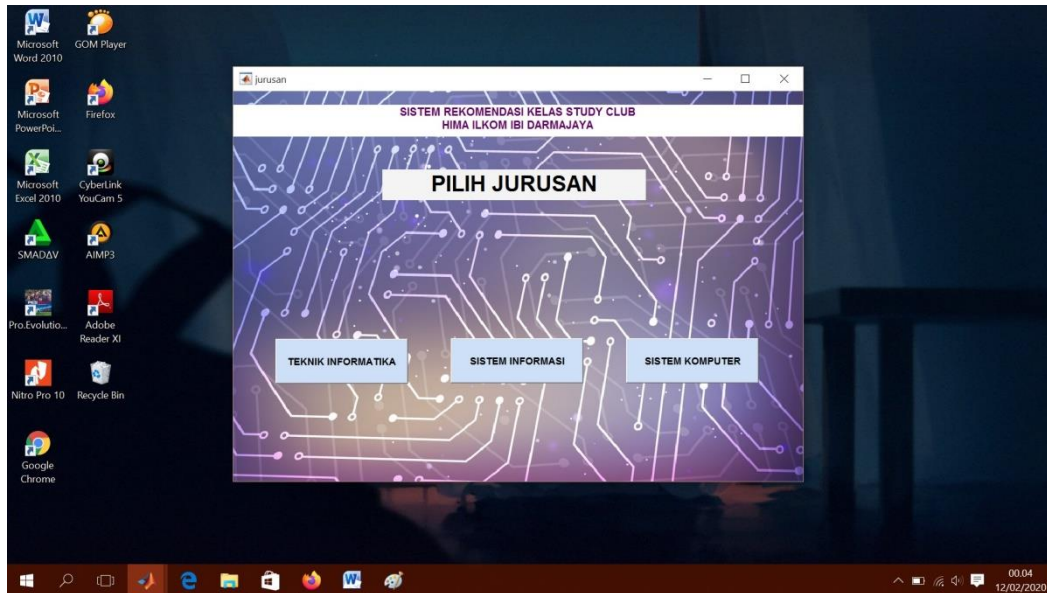 Microsoft
Word 2010
GOM Player
Microsoft
PowerPoi...
Firefox
Microsoft
Excel 2010
CyberLink
YouCam 5
SMADΔV
AIMP3
Pro.Evolutio...
Adobe
Reader XI
Nitro Pro 10
Recycle Bin
Google
Chrome
jurusan
SISTEM REKOMENDASI KELAS STUDY CLUB
HIMA ILKOM IBI DARMAJAYA
PILIH JURUSAN
TEKNIK INFORMATIKA
SISTEM INFORMASI
SISTEM KOMPUTER
00.04
12/02/2020